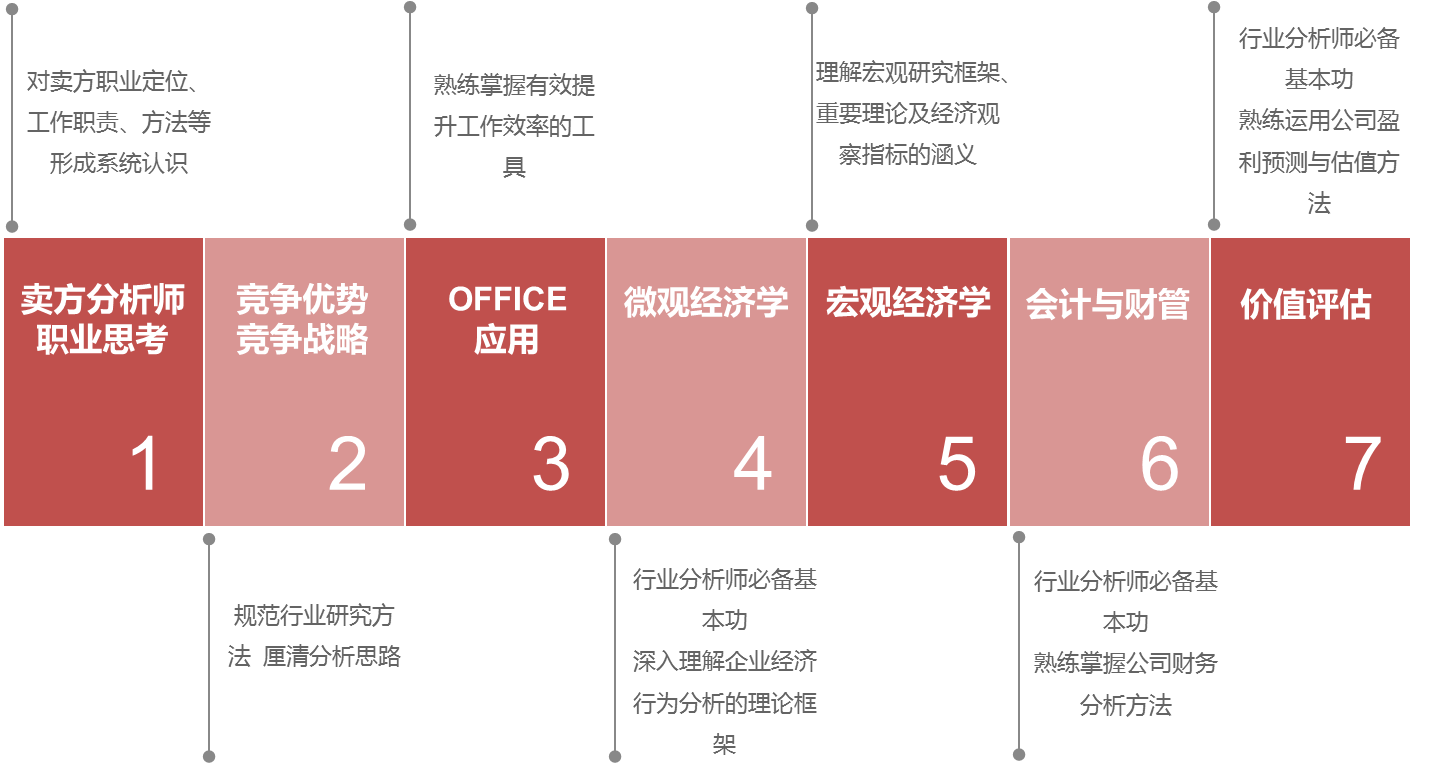 对卖方职业定位、
工作职责、方法等
形成系统认识
熟练掌握有效提
升工作效率的工
具
理解宏观研究框架、
重要理论及经济观
察指标的涵义
行业分析师必备
基本功
熟练运用公司盈
利预测与估值方
法
卖方分析师
职业思考
1
竞争优势
竞争战略
2
OFFICE
应用
3
微观经济学
4
宏观经济学
5
会计与财管
6
价值评估
7
规范行业研究方
法 厘清分析思路
行业分析师必备基
本功
深入理解企业经济
行为分析的理论框
架
行业分析师必备基
本功
熟练掌握公司财务
分析方法